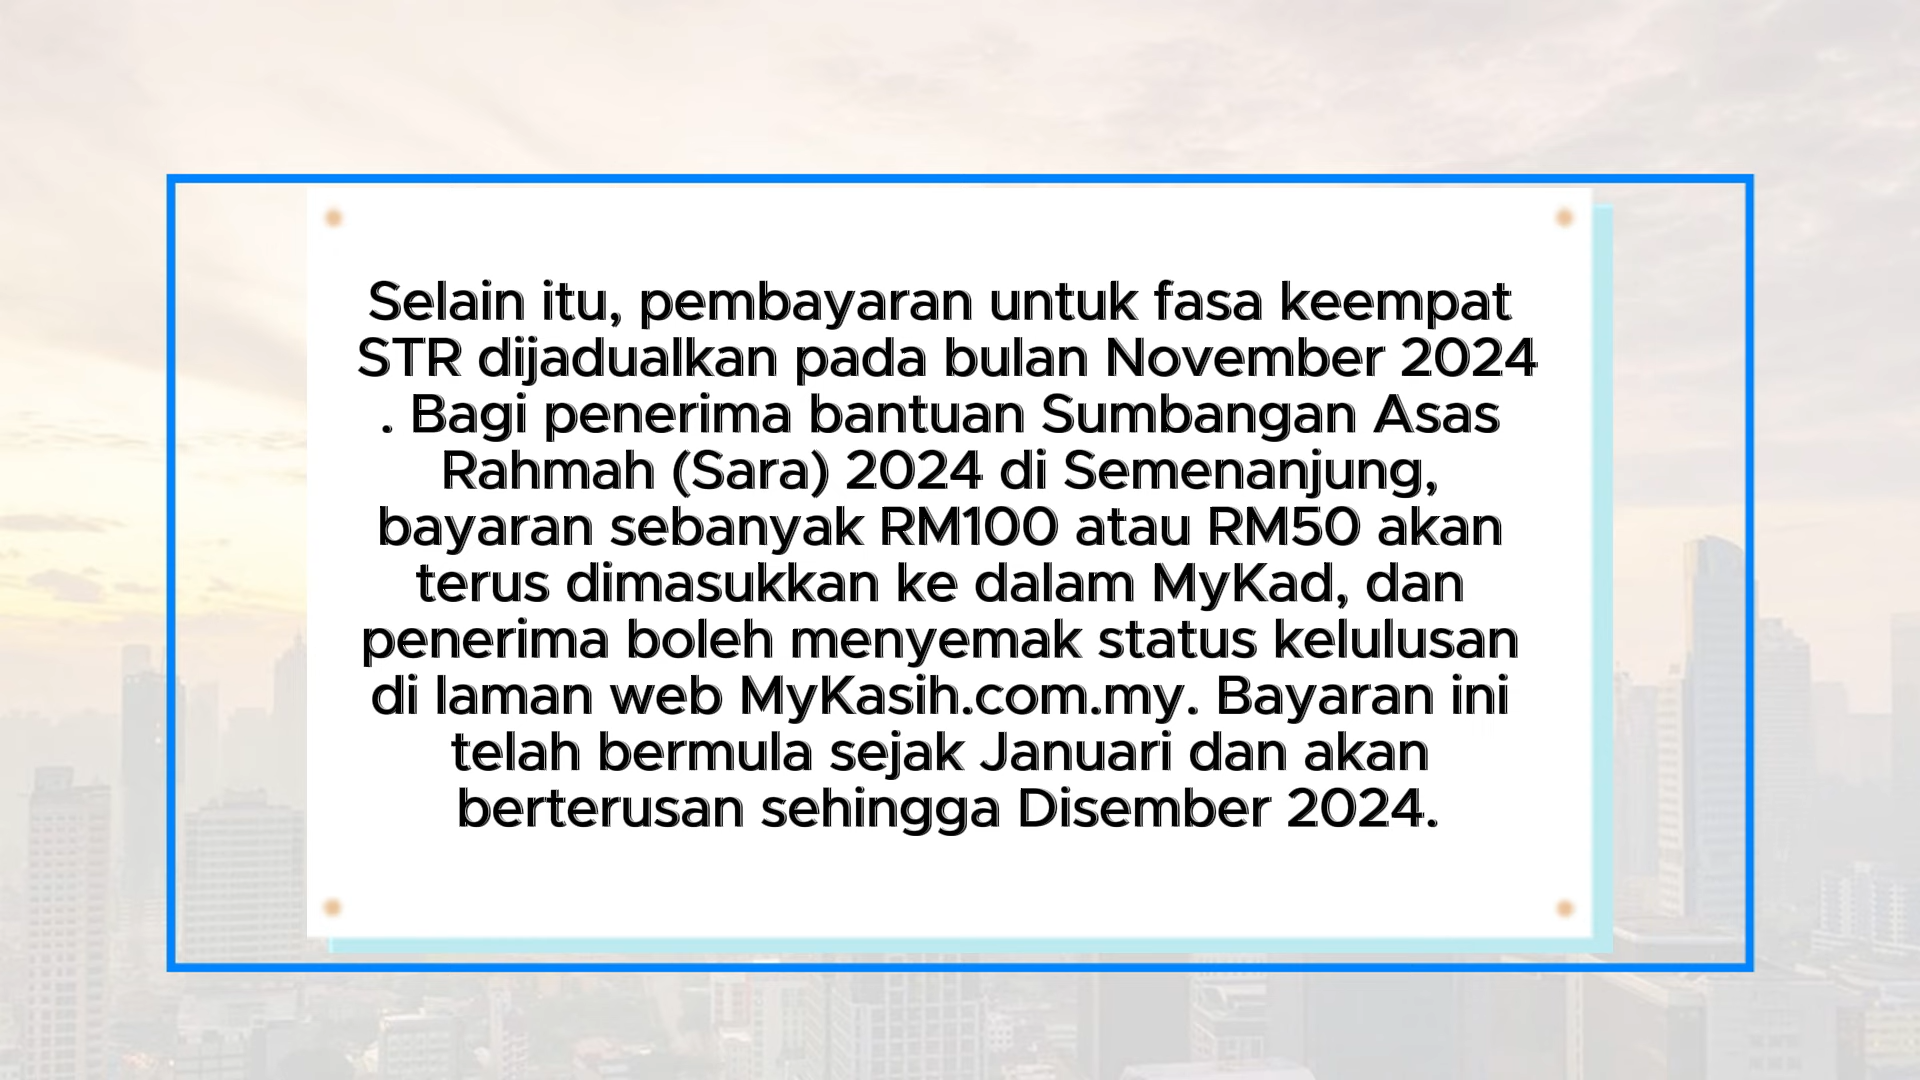 Selain itu, pembayaran untuk fasa keempat
STR dijadualkan pada bulan November 2024
. Bagi penerima bantuan Sumbangan Asas
Rahmah (Sara) 2024 di Semenanjung,
bayaran sebanyak RM100 atau RM50 akan
terus dimasukkan ke dalam MyKad, dan
penerima boleh menyemak status kelulusan
di laman web MyKasih.com.my. Bayaran ini
telah bermula sejak Januari dan akan
berterusan sehingga Disember 2024.